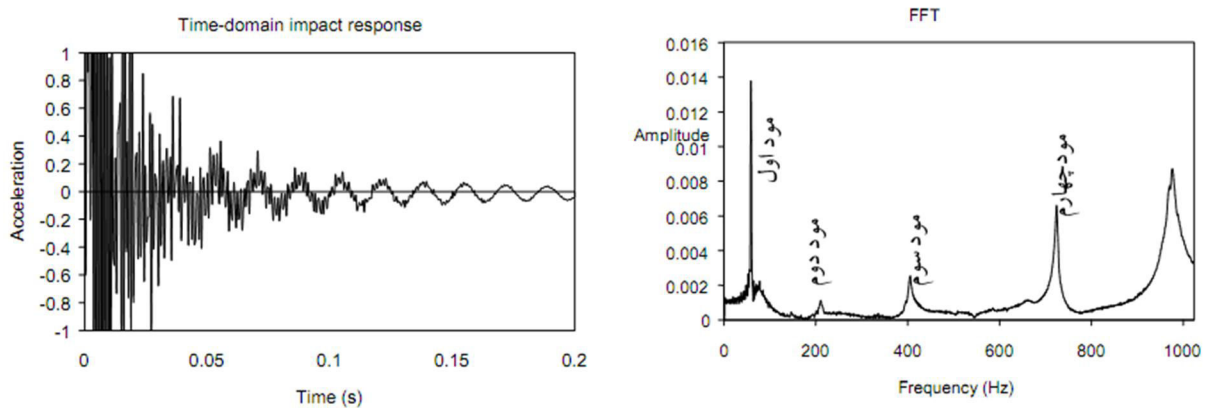 Time-domain impact response
1
0.8
0.6
0.4
0.2
0
-0.2
-0.4
-0.6
-0.8
-1
Acceleration
0 0.05 0.1 0.15 0.2
Time (s)
FFT
0.016
0.014
0.012
0.01
0.008
0.006
0.004
0.002
0
Amplitude
مود اول
مود دوم
مود سوم
مود چهارم
0 200 400 600 800 1000
Frequency (Hz)